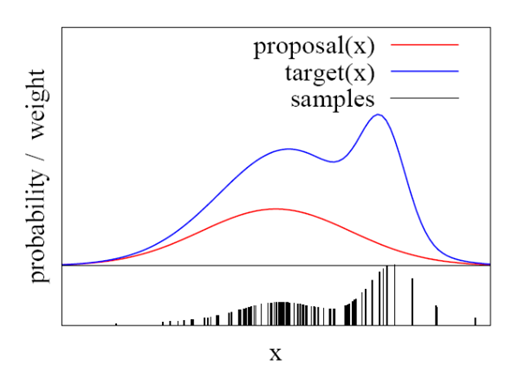 proposal(x)
target(x)
samples
probability / weight
x